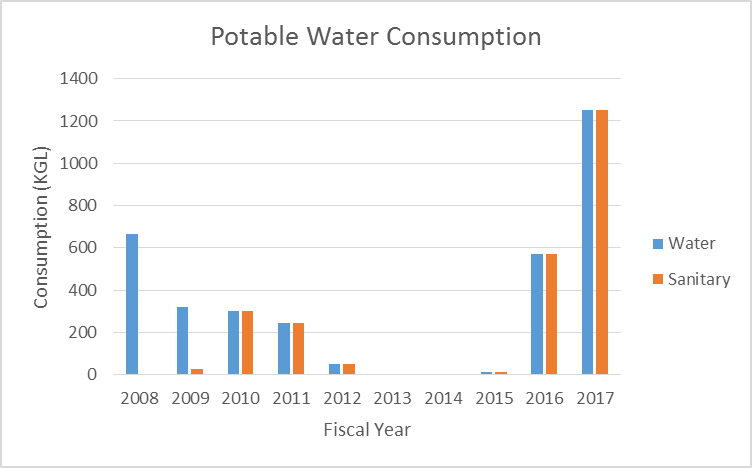 Potable Water Consumption
1400
1200
1000
800
600
400
200
0
Consumption (KGL)
2008 2009 2010 2011 2012 2013 2014 2015 2016 2017
Fiscal Year
Water
Sanitary